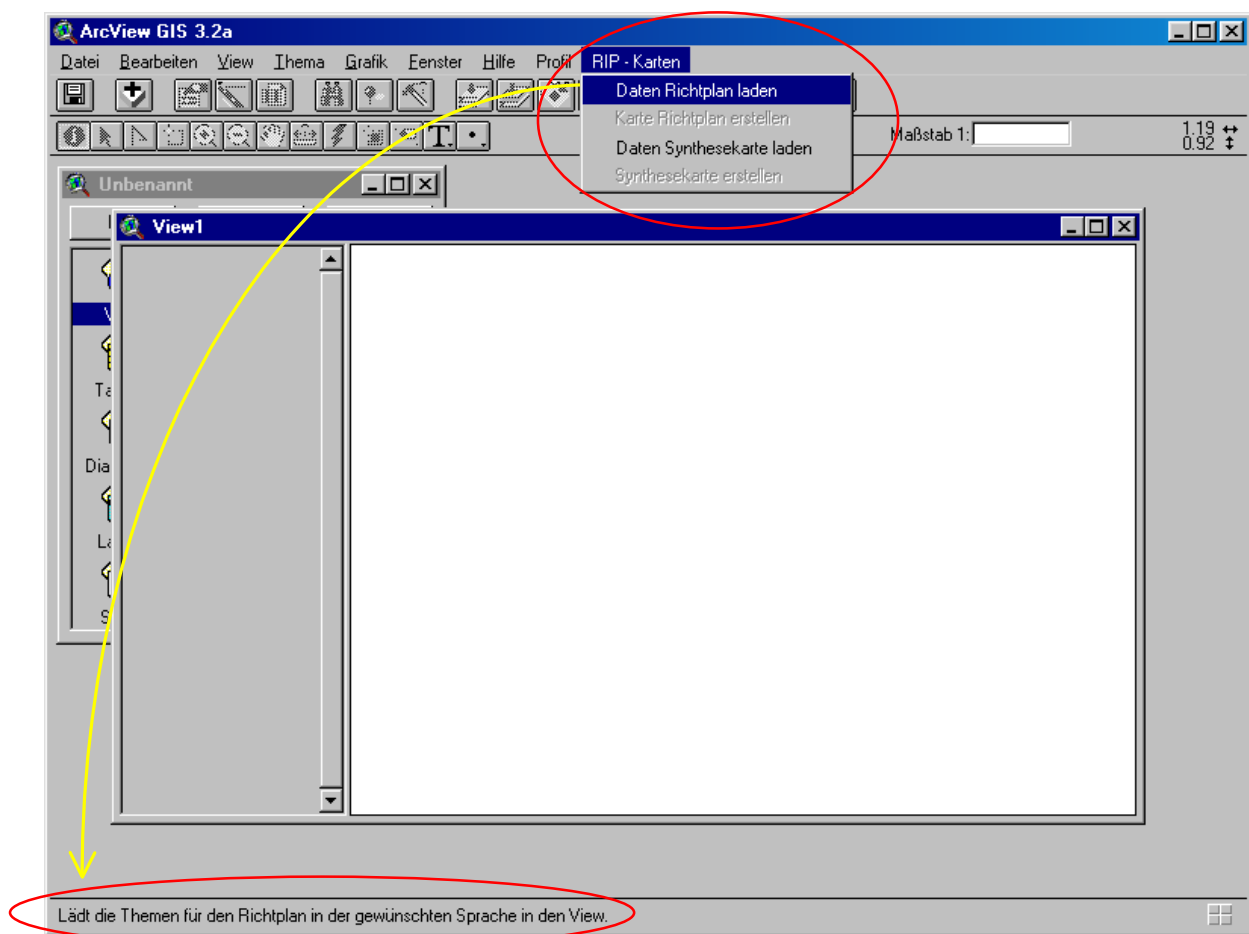 ArcView GIS 3.2a
Datei Bearbeiten View Thema Grafik Fenster Hilfe Profil RIP - Karten
Daten Richtplan laden
Karte Richtplan erstellen
Daten Synthesekarte laden
Synthesekarte erstellen
T.
Maßstab 1:
1.19
0.92
Unbenannt
View1
Dia
Lädt die Themen für den Richtplan in der gewünschten Sprache in den View.